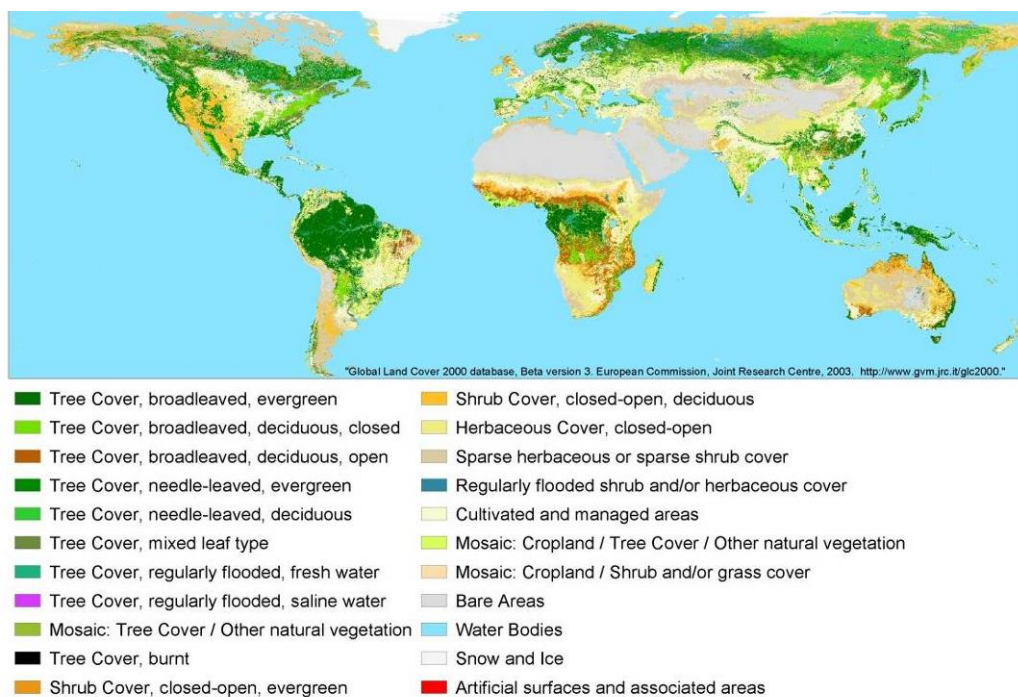 "Global Land Cover 2000 database, Beta version 3. European Commission, Joint Research Centre, 2003. http://www.gvm.jrc.it/glc2000."
Tree Cover, broadleaved, evergreen
Tree Cover, broadleaved, deciduous, closed
Tree Cover, broadleaved, deciduous, open
Tree Cover, needle-leaved, evergreen
Tree Cover, needle-leaved, deciduous
Tree Cover, mixed leaf type
Tree Cover, regularly flooded, fresh water
Tree Cover, regularly flooded, saline water
Mosaic: Tree Cover / Other natural vegetation
Tree Cover, burnt
Shrub Cover, closed-open, evergreen
Shrub Cover, closed-open, deciduous
Herbaceous Cover, closed-open
Sparse herbaceous or sparse shrub cover
Regularly flooded shrub and/or herbaceous cover
Cultivated and managed areas
Mosaic: Cropland / Tree Cover / Other natural vegetation
Mosaic: Cropland / Shrub and/or grass cover
Bare Areas
Water Bodies
Snow and Ice
Artificial surfaces and associated areas